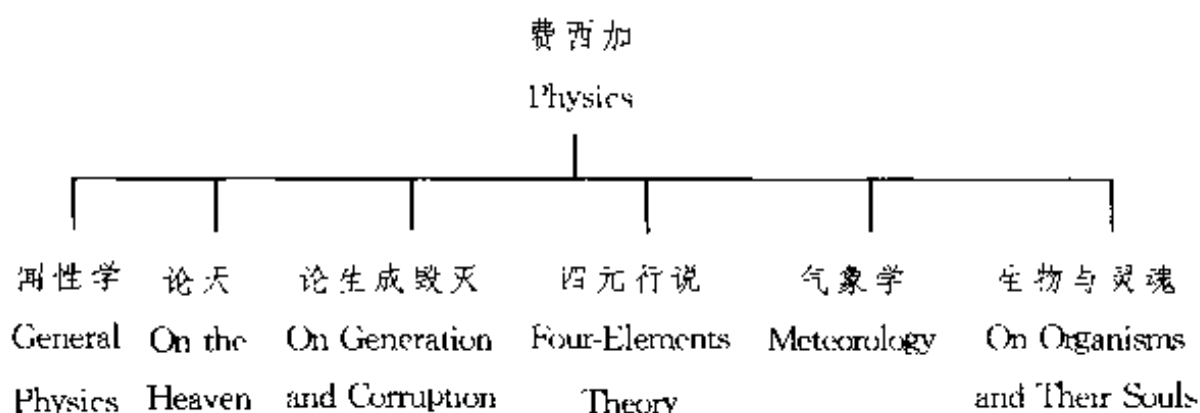 费西加
Physics
闻性学
General
Physics
论天
On the
Heaven
论生成毁灭
On Generation
and Corruption
四元行说
Four-Elements
Theory
气象学
Meteorology
生物与灵魂
On Organisms
and Their Souls